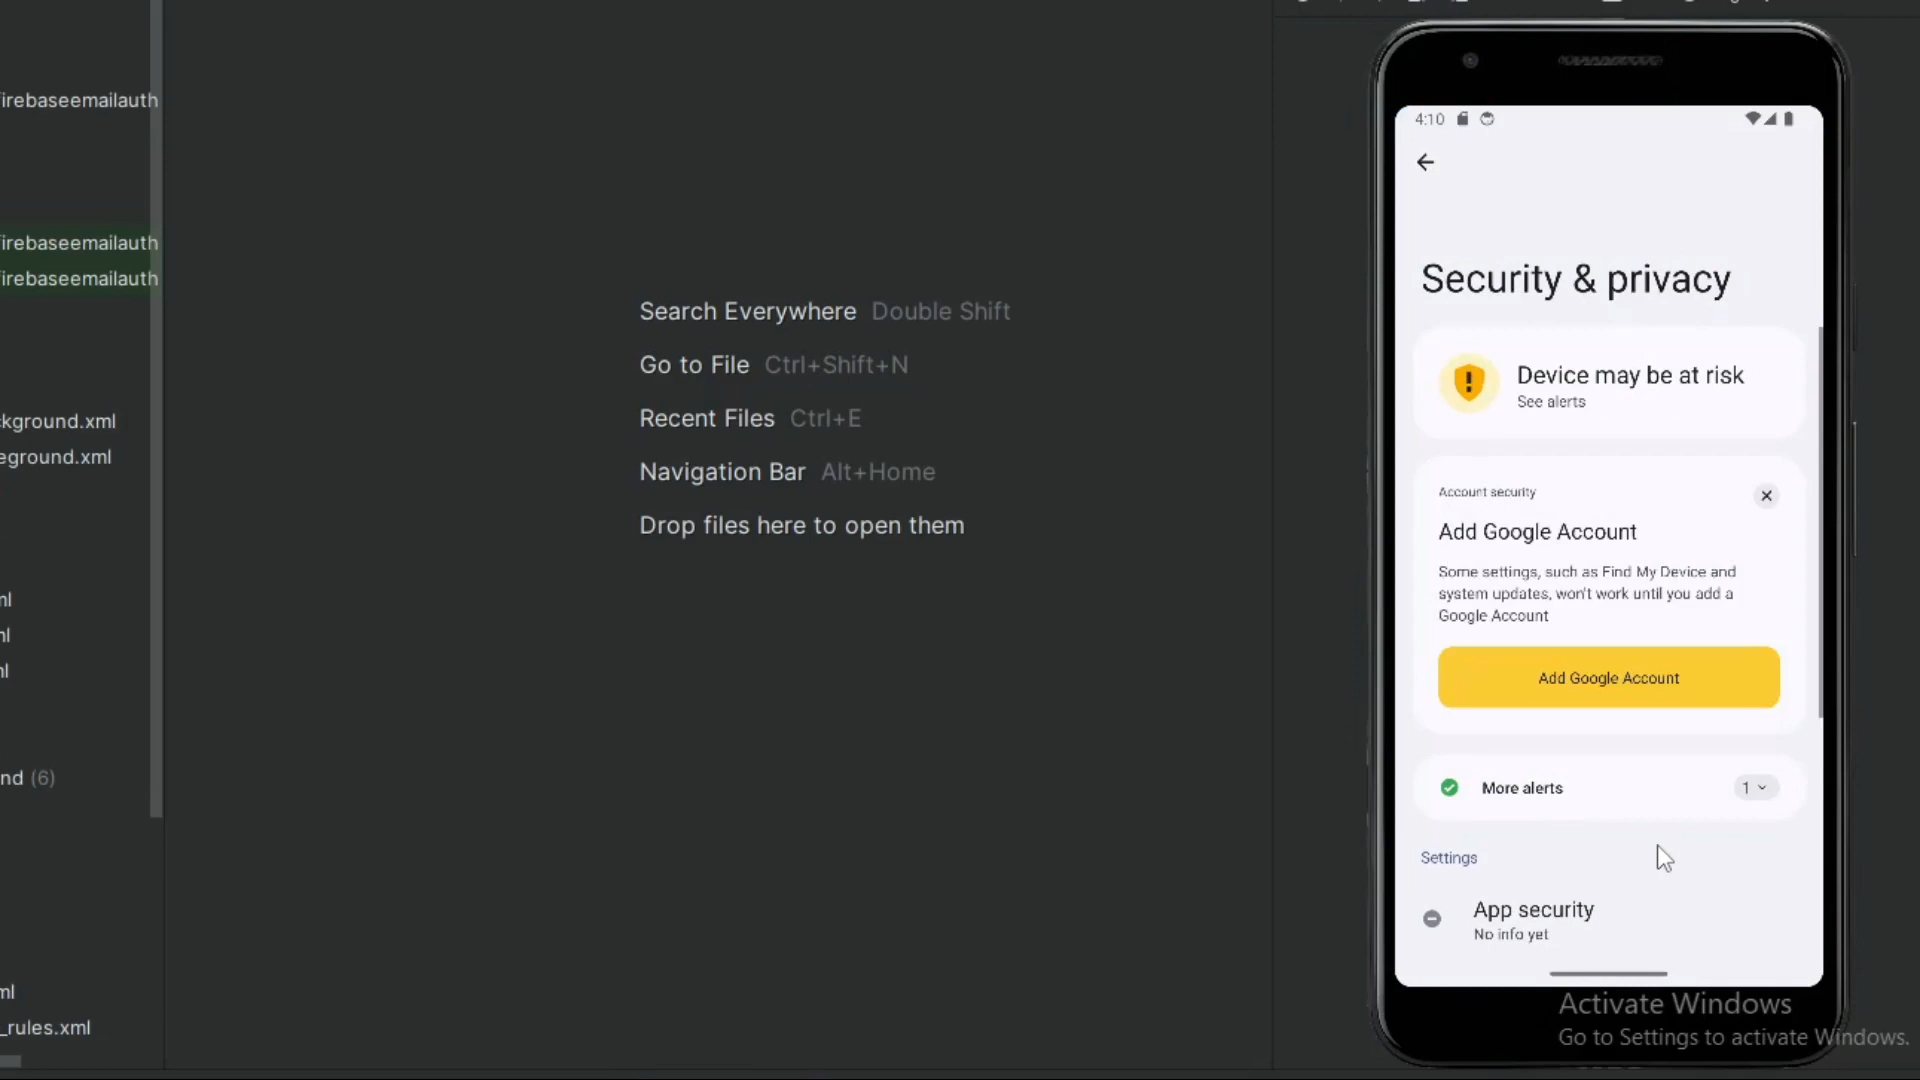 irebaseemailauth
irebaseemailauth
irebaseemailauth
kground.xml
eground.xml
ml
ml
ml
nd (6)
ml
_rules.xml
Search Everywhere Double Shift
Go to File Ctrl+Shift+N
Recent Files Ctrl+E
Navigation Bar Alt+Home
Drop files here to open them
4:10
Security & privacy
Device may be at risk
See alerts
Account security
Add Google Account
Some settings, such as Find My Device and
system updates, won't work until you add a
Google Account
Add Google Account
More alerts 1
Settings
App security
No info yet
Activate Windows
Go to Settings to activate Windows.